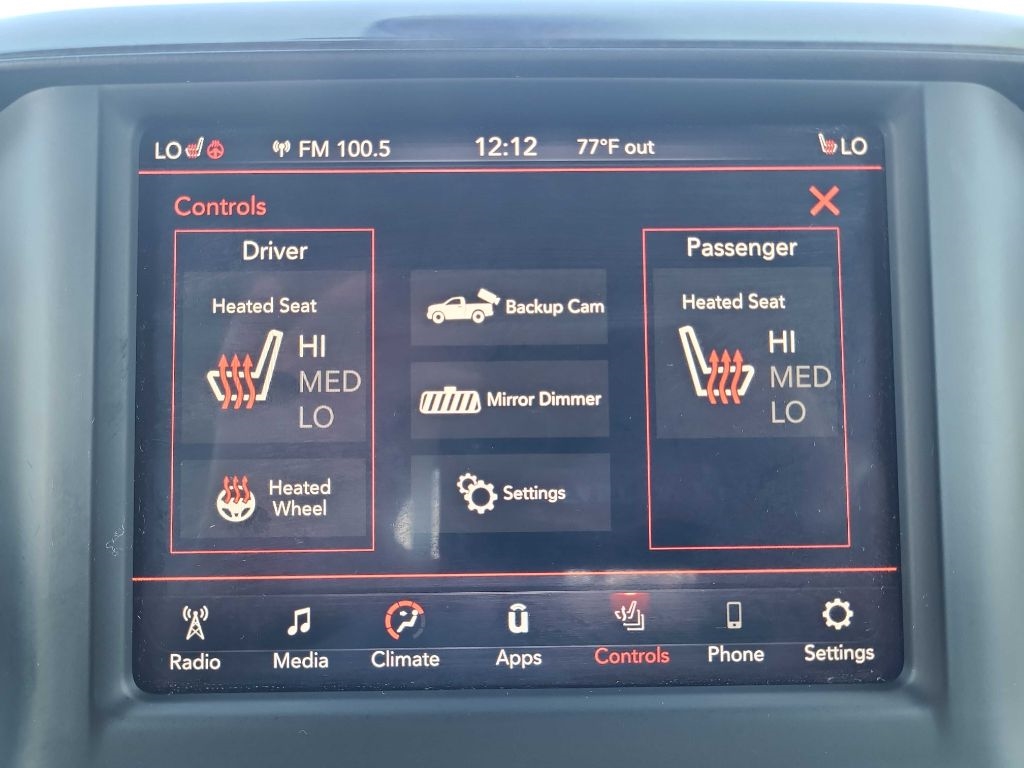 LO FM 100.5 12:12 77°F out LO
Controls
Driver
Heated Seat
HI
MED
LO
Heated
Wheel
Backup Cam
Mirror Dimmer
Settings
Passenger
Heated Seat
HI
MED
LO
Radio Media Climate Apps Controls Phone Settings